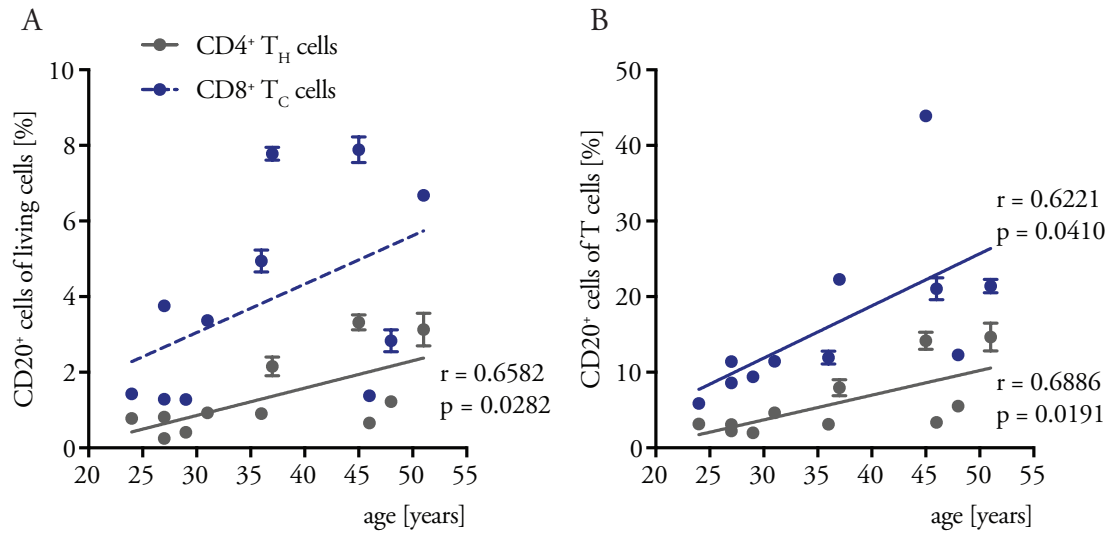 A
CD4⁺ T_H cells
CD8⁺ T_C cells
CD20⁺ cells of living cells [%]
10
8
6
4
2
0
r = 0.6582
p = 0.0282
20 25 30 35 40 45 50 55
age [years]
B
CD20⁺ cells of T cells [%]
50
40
30
20
10
0
r = 0.6221
p = 0.0410
r = 0.6886
p = 0.0191
20 25 30 35 40 45 50 55
age [years]